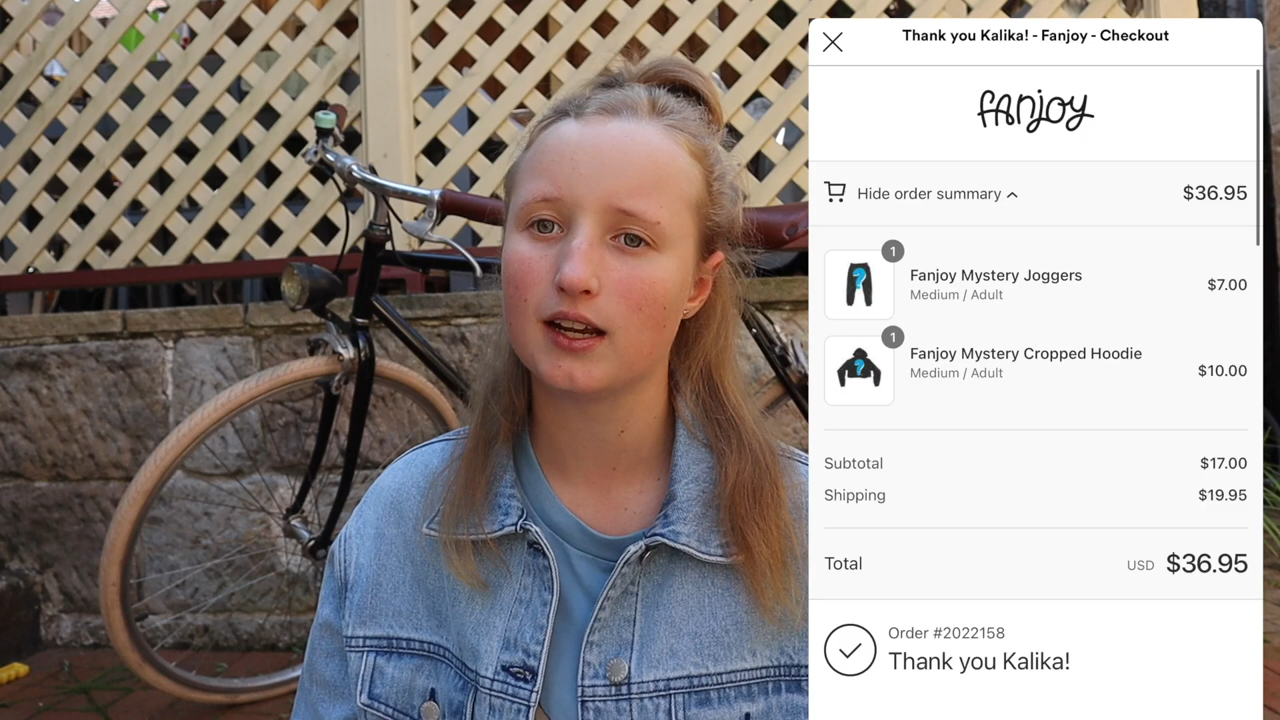 Thank you Kalika! - Fanjoy - Checkout
fanjoy
Hide order summary
$36.95
1
Fanjoy Mystery Joggers
Medium / Adult
$7.00
?
1
Fanjoy Mystery Cropped Hoodie
Medium / Adult
$10.00
?
Subtotal
$17.00
Shipping
$19.95
Total
USD $36.95
Order #2022158
Thank you Kalika!